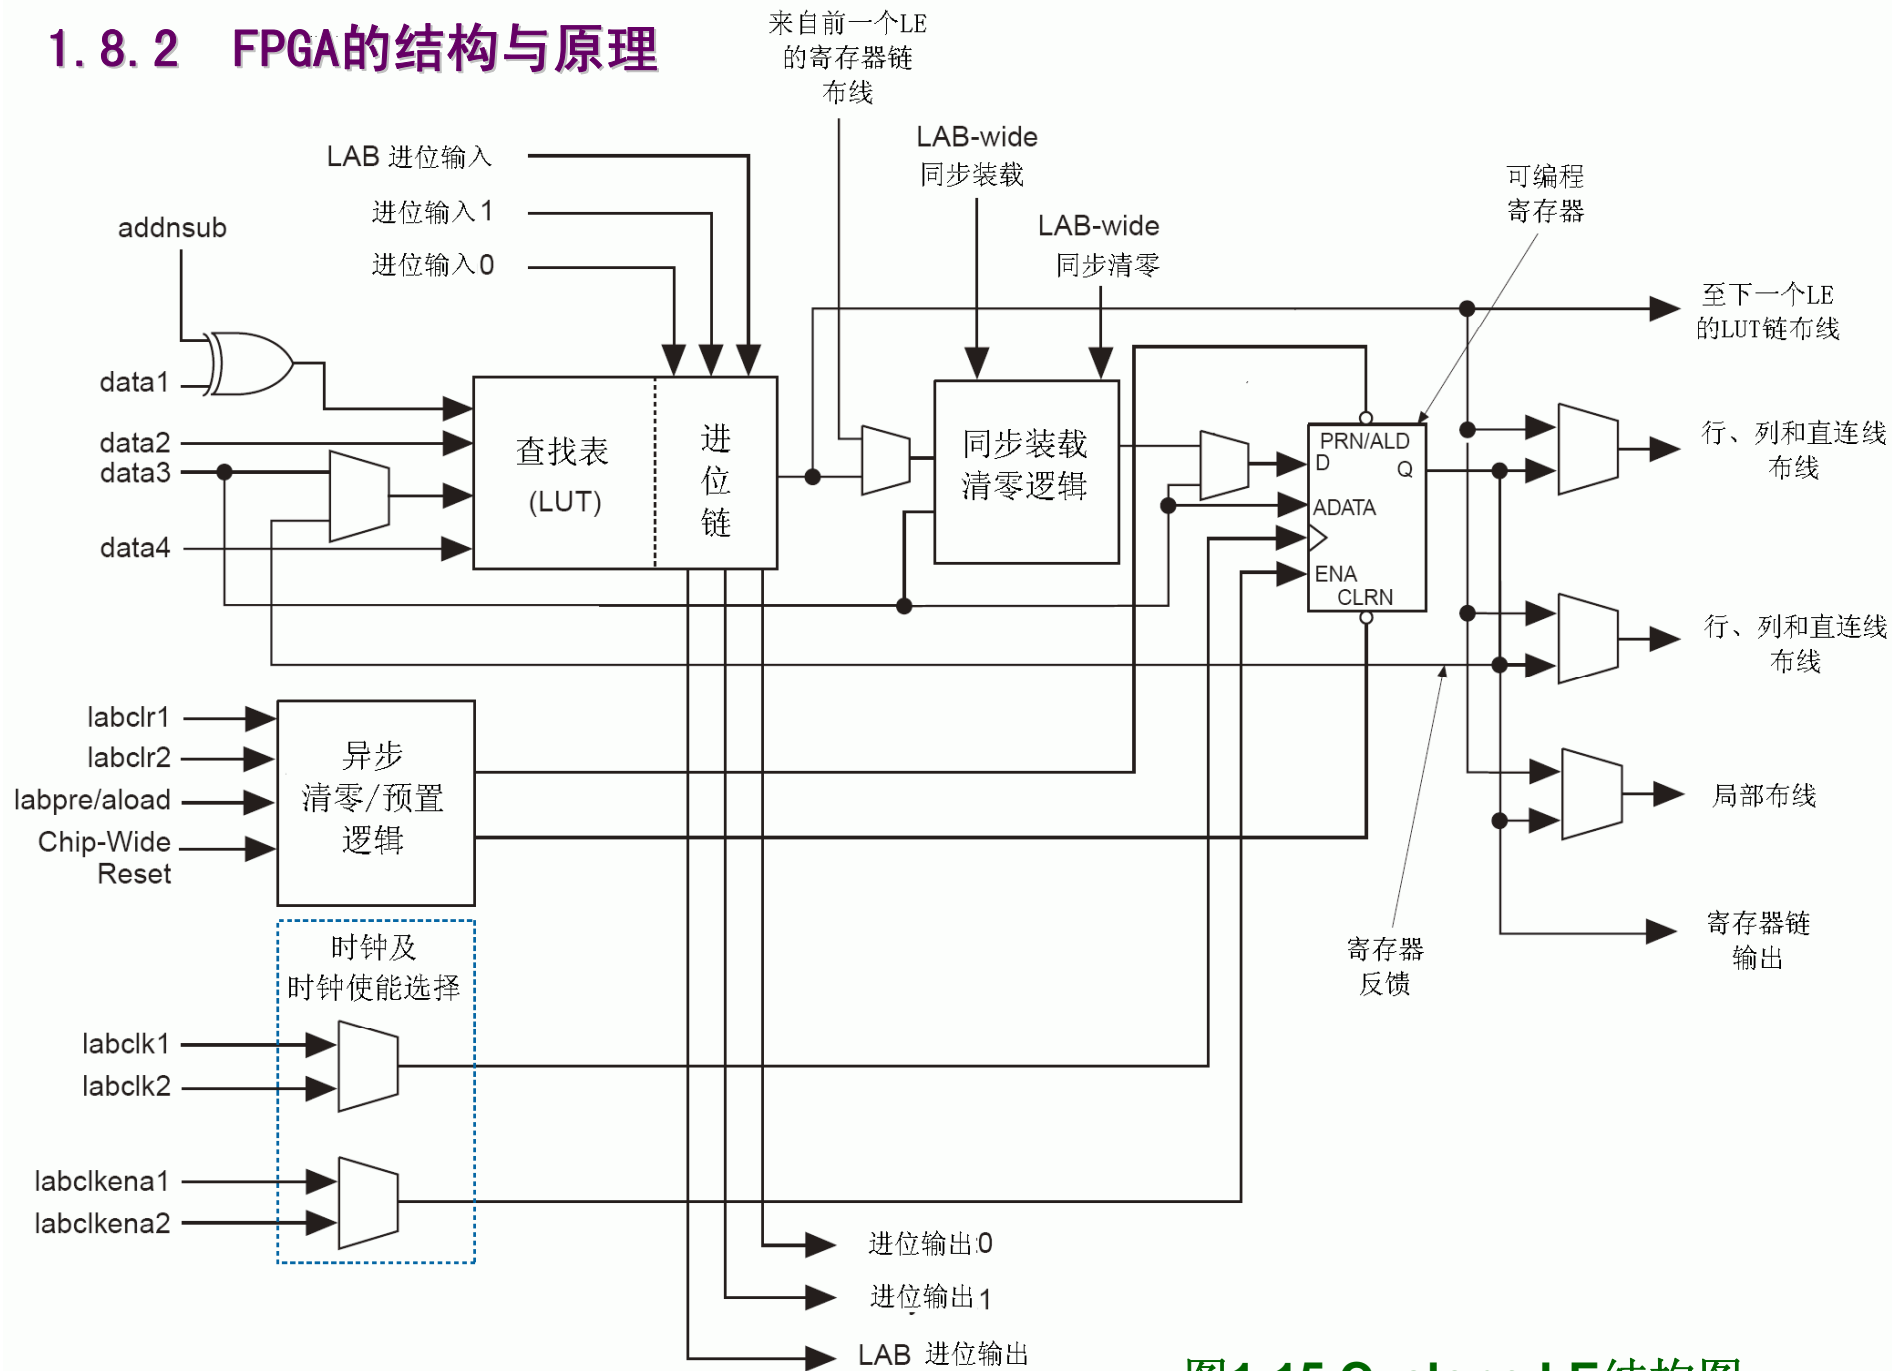 1.8.2 FPGA的结构与原理
来自前一个LE
的寄存器链
布线
LAB-wide
同步装载
LAB-wide
同步清零
可编程
寄存器
LAB 进位输入
进位输入1
进位输入0
addnsub
data1
data2
data3
data4
查找表
(LUT)
进
位
链
同步装载
清零逻辑
PRN/ALD
D
Q
ADATA
ENA
CLRN
至下一个LE
的LUT链布线
行、列和直连线
布线
行、列和直连线
布线
局部布线
寄存器链
输出
寄存器
反馈
labclr1
labclr2
labpre/aload
Chip-Wide
Reset
异步
清零/预置
逻辑
时钟及
时钟使能选择
labclk1
labclk2
labclkena1
labclkena2
进位输出0
进位输出1
LAB 进位输出